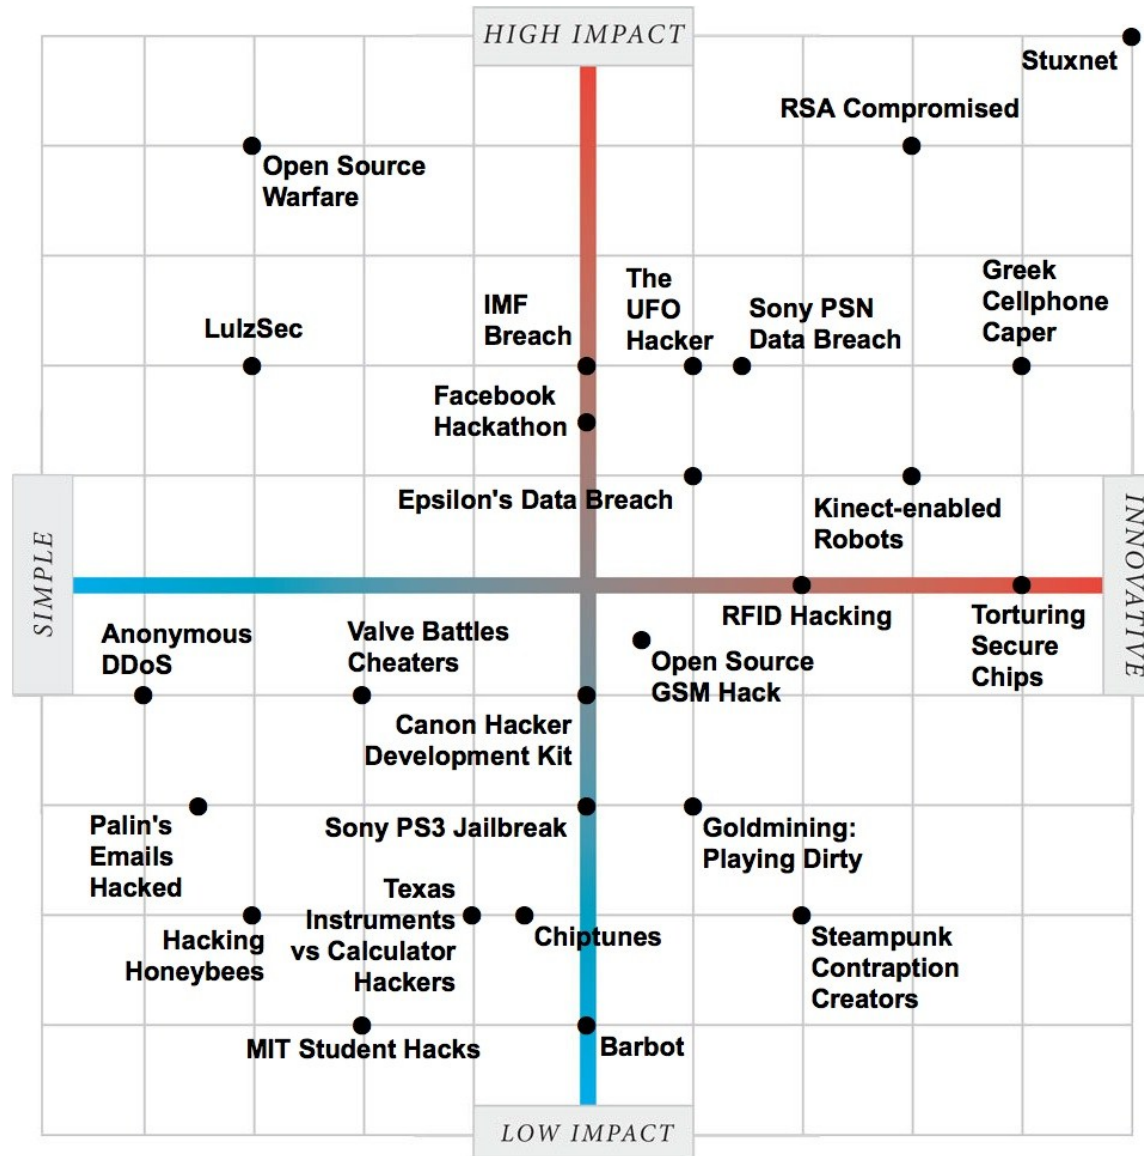 HIGH IMPACT
Stuxnet
RSA Compromised
Open Source
Warfare
Greek
Cellphone
Caper
The
UFO
Hacker
IMF
Breach
Sony PSN
Data Breach
LulzSec
Facebook
Hackathon
Epsilon's Data Breach
Kinect-enabled
Robots
SIMPLE
INNOVATIVE
RFID Hacking
Torturing
Secure
Chips
Anonymous
DDoS
Valve Battles
Cheaters
Open Source
GSM Hack
Canon Hacker
Development Kit
Palin's
Emails
Hacked
Sony PS3 Jailbreak
Goldmining:
Playing Dirty
Texas
Instruments
vs Calculator
Hackers
Hacking
Honeybees
Chiptunes
Steampunk
Contraption
Creators
MIT Student Hacks
Barbot
LOW IMPACT